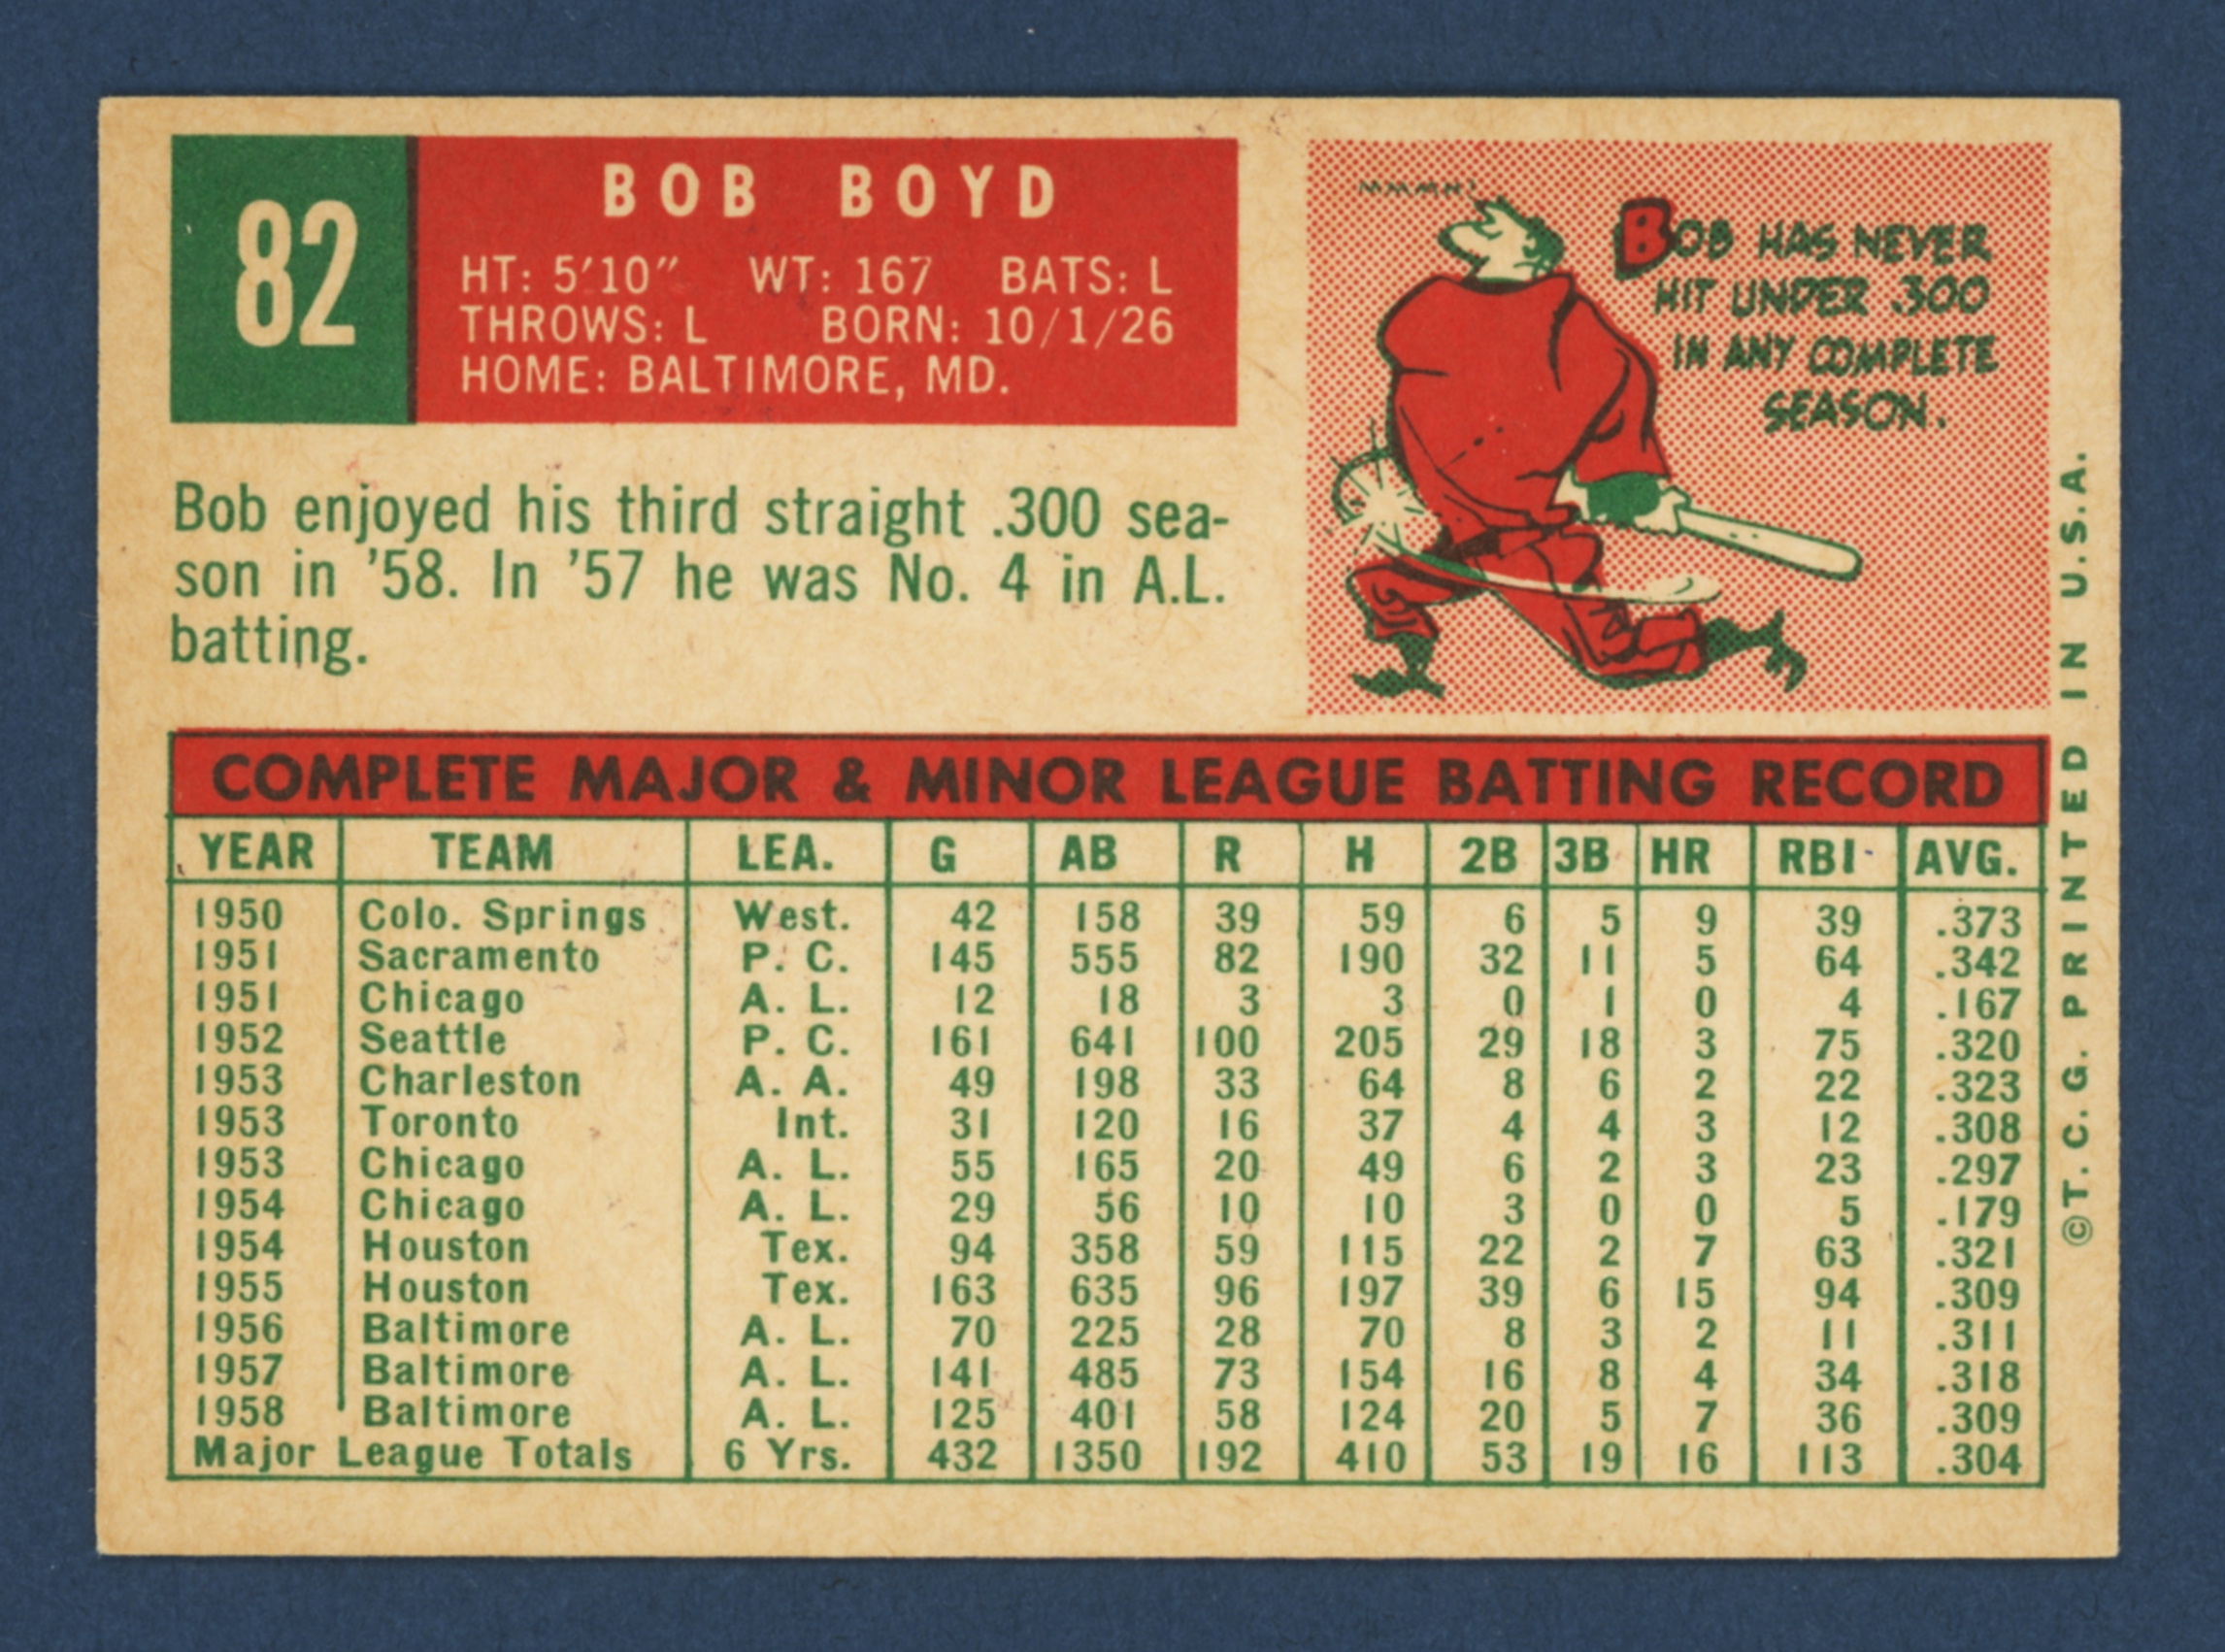 82
BOB BOYD
HT: 5'10" WT: 167 BATS: L
THROWS: L BORN: 10/1/26
HOME: BALTIMORE, MD.
MMMM!
BOB HAS NEVER
HIT UNDER .300
IN ANY COMPLETE
SEASON.
Bob enjoyed his third straight .300 sea-
son in '58. In '57 he was No. 4 in A.L.
batting.
COMPLETE MAJOR & MINOR LEAGUE BATTING RECORD
YEAR TEAM LEA. G AB R H 2B 3B HR RBI AVG.
1950 Colo. Springs West. 42 158 39 59 6 5 9 39 .373
1951 Sacramento P. C. 145 555 82 190 32 11 5 64 .342
1951 Chicago A. L. 12 18 3 3 0 1 0 4 .167
1952 Seattle P. C. 161 641 100 205 29 18 3 75 .320
1953 Charleston A. A. 49 198 33 64 8 6 2 22 .323
1953 Toronto Int. 31 120 16 37 4 4 3 12 .308
1953 Chicago A. L. 55 165 20 49 6 2 3 23 .297
1954 Chicago A. L. 29 56 10 10 3 0 0 5 .179
1954 Houston Tex. 94 358 59 115 22 2 7 63 .321
1955 Houston Tex. 163 635 96 197 39 6 15 94 .309
1956 Baltimore A. L. 70 225 28 70 8 3 2 11 .311
1957 Baltimore A. L. 141 485 73 154 16 8 4 34 .318
1958 Baltimore A. L. 125 401 58 124 20 5 7 36 .309
Major League Totals 6 Yrs. 432 1350 192 410 53 19 16 113 .304
©T.C.G. PRINTED IN U.S.A.